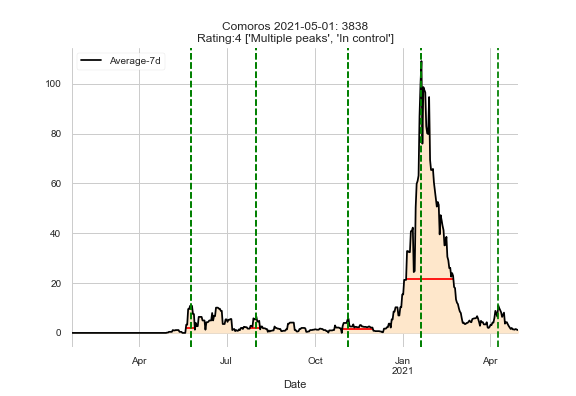 Comoros 2021-05-01: 3838
Rating:4 ['Multiple peaks', 'In control']
Average-7d
100
80
60
40
20
0
Apr
Jul
Oct
Jan
2021
Apr
Date